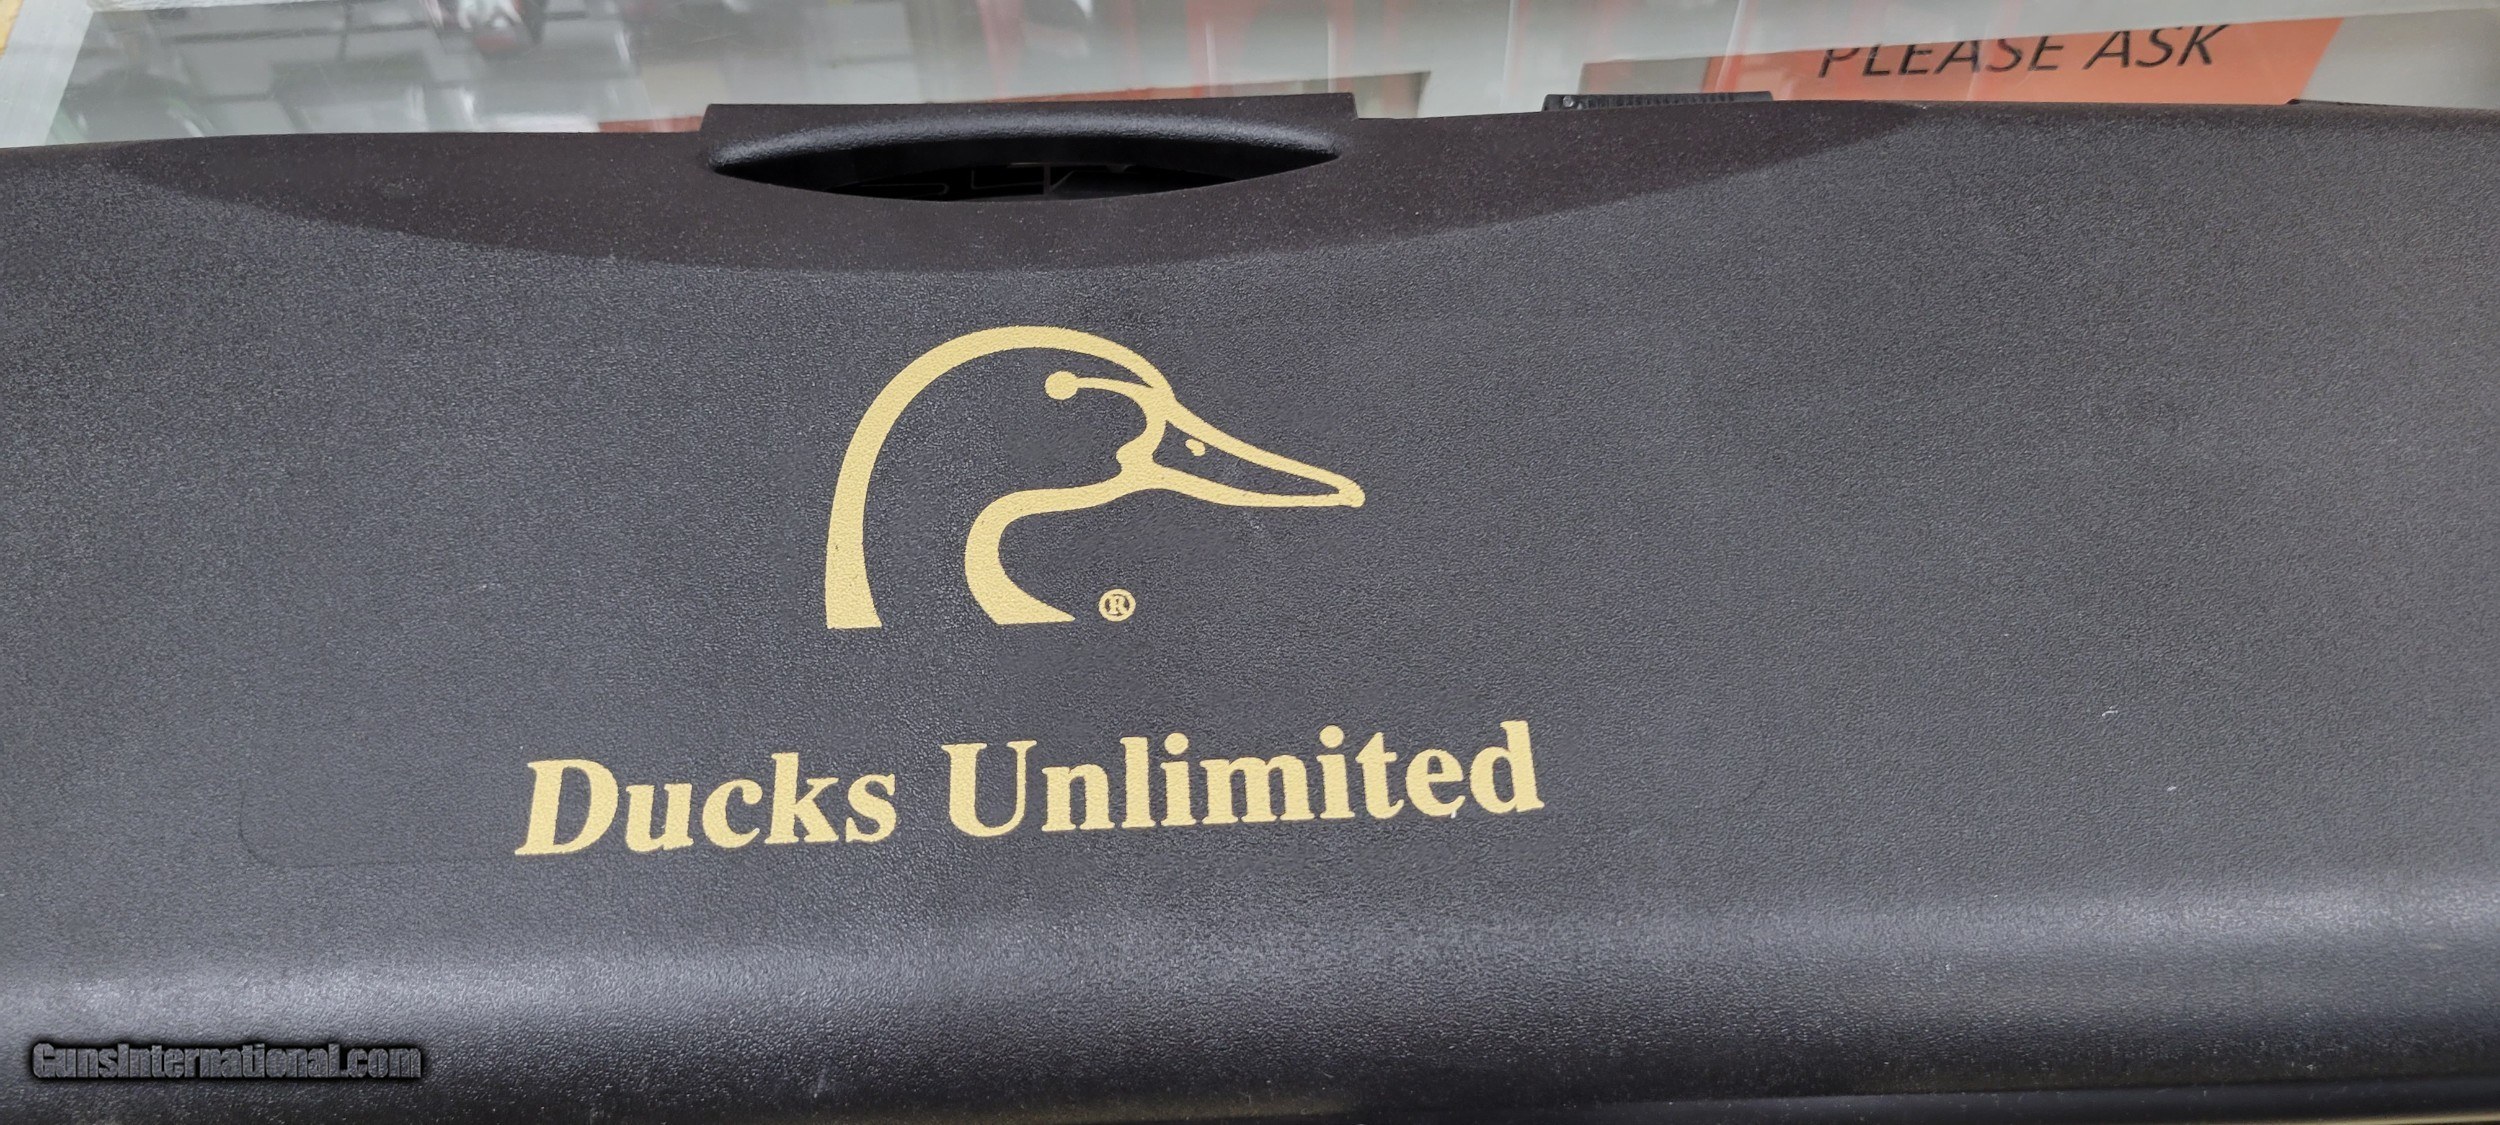 PLEASE ASK
®
Ducks Unlimited
GunsInternational.com